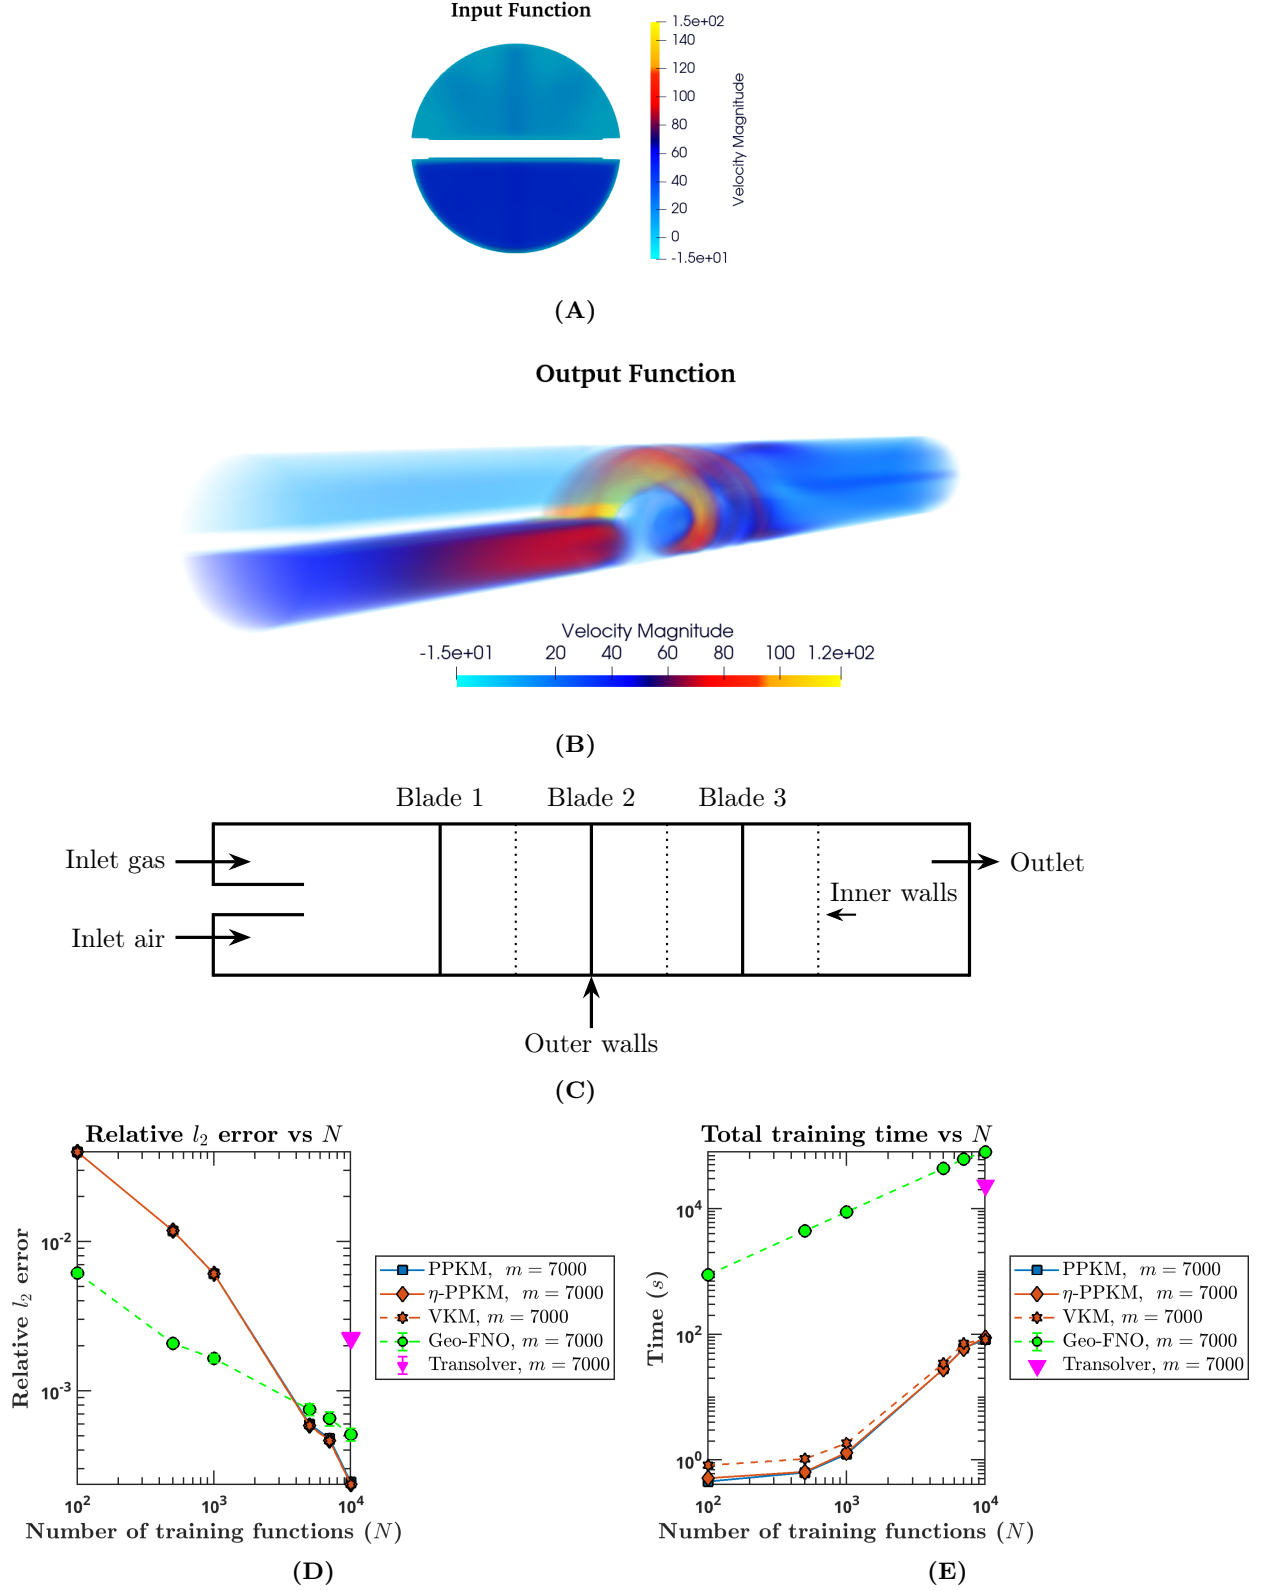 Input Function
1.5e+02
140
120
100
80
60
40
20
0
-1.5e+01
Velocity Magnitude
(A)
Output Function
Velocity Magnitude
-1.5e+01 20 40 60 80 100 1.2e+02
(B)
Blade 1 Blade 2 Blade 3
Inlet gas
Outlet
Inner walls
Inlet air
Outer walls
(C)
Relative l₂ error vs N
Relative l₂ error
10⁻²
10⁻³
10² 10³ 10⁴
Number of training functions (N)
PPKM, m = 7000
η-PPKM, m = 7000
VKM, m = 7000
Geo-FNO, m = 7000
Transolver, m = 7000
(D)
Total training time vs N
Time (s)
10⁴
10²
10⁰
10² 10³ 10⁴
Number of training functions (N)
PPKM, m = 7000
η-PPKM, m = 7000
VKM, m = 7000
Geo-FNO, m = 7000
Transolver, m = 7000
(E)